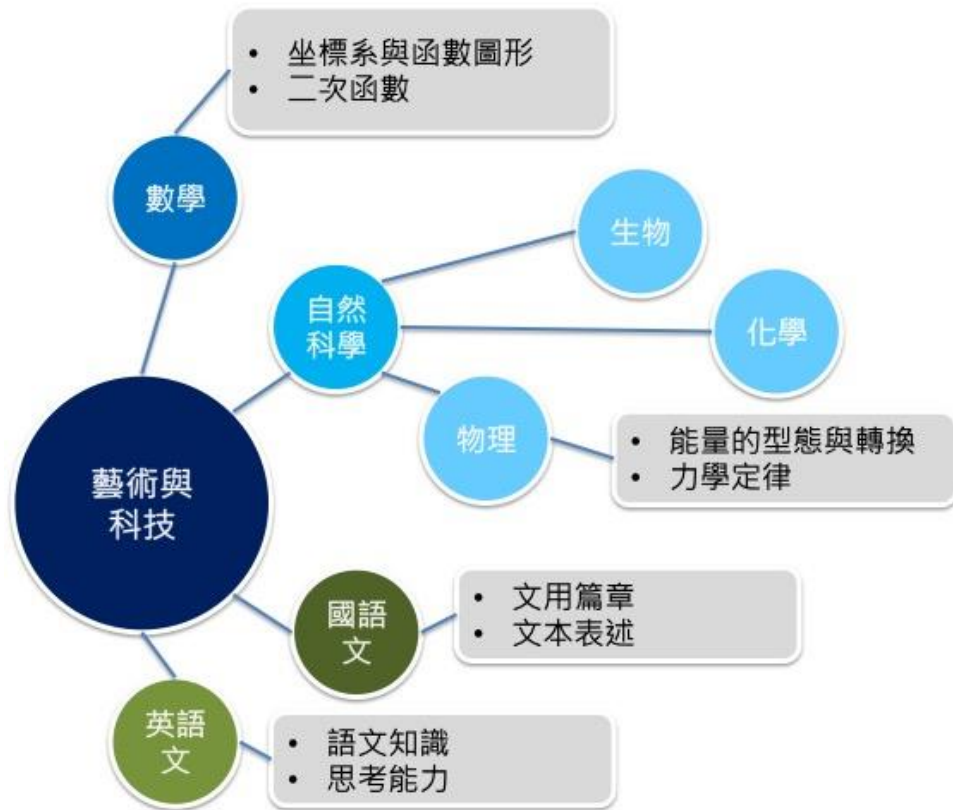 • 坐標系與函數圖形
• 二次函數
數學
生物
自然
科學
化學
物理
• 能量的型態與轉換
• 力學定律
藝術與
科技
國語
文
• 文用篇章
• 文本表述
英語
文
• 語文知識
• 思考能力